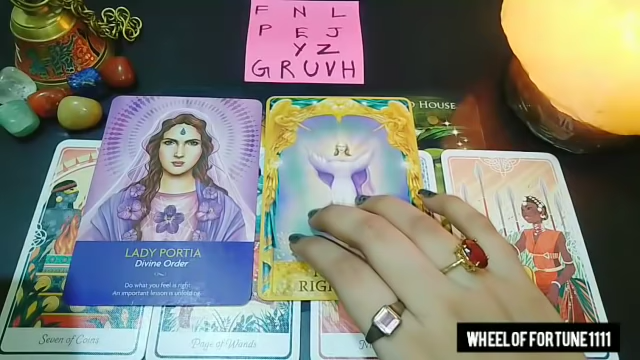 F N L
P E J
Y Z
G R U V H
HOUSE
LADY PORTIA
Divine Order
Do what you feel is right
An important lesson is
RIG
Seven of Coins
Page of Wands
WHEEL OF FORTUNE 1111